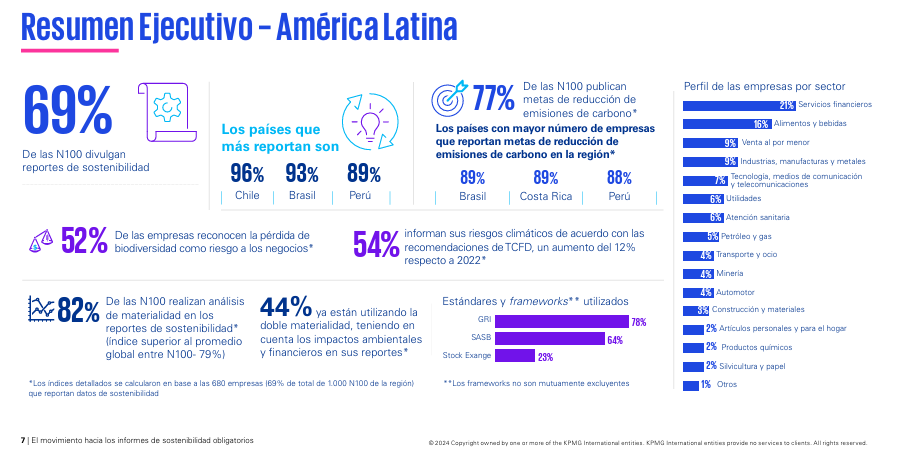 Resumen Ejecutivo – América Latina
69%
De las N100 divulgan
reportes de sostenibilidad
Los países que
más reportan son
96%
93%
89%
Chile
Brasil
Perú
77%
De las N100 publican
metas de reducción de
emisiones de carbono*
Los países con mayor número de empresas
que reportan metas de reducción de
emisiones de carbono en la región*
89%
89%
88%
Brasil
Costa Rica
Perú
52%
De las empresas reconocen la pérdida de
biodiversidad como riesgo a los negocios*
54%
informan sus riesgos climáticos de acuerdo con las
recomendaciones de TCFD, un aumento del 12%
respecto a 2022*
82%
De las N100 realizan análisis
de materialidad en los
reportes de sostenibilidad*
(índice superior al promedio
global entre N100- 79%)
44% ya están utilizando la
doble materialidad, teniendo en
cuenta los impactos ambientales
y financieros en sus reportes*
Estándares y frameworks** utilizados
GRI
78%
SASB
64%
Stock Exange
23%
*Los índices detallados se calcularon en base a las 680 empresas (69% de total de 1.000 N100 de la región)
que reportan datos de sostenibilidad
**Los frameworks no son mutuamente excluyentes
Perfil de las empresas por sector
21% Servicios financieros
16% Alimentos y bebidas
9% Venta al por menor
9% Industrias, manufacturas y metales
7% Tecnología, medios de comunicación
y telecomunicaciones
6% Utilidades
6% Atención sanitaria
5% Petróleo y gas
4% Transporte y ocio
4% Mineria
4% Automotor
3% Construcción y materiales
2% Artículos personales y para el hogar
2% Productos químicos
2% Silvicultura y papel
1% Otros
7 | El movimiento hacia los informes de sostenibilidad obligatorios
© 2024 Copyright owned by one or more of the KPMG International entities. KPMG International entities provide no services to clients. All rights reserved.